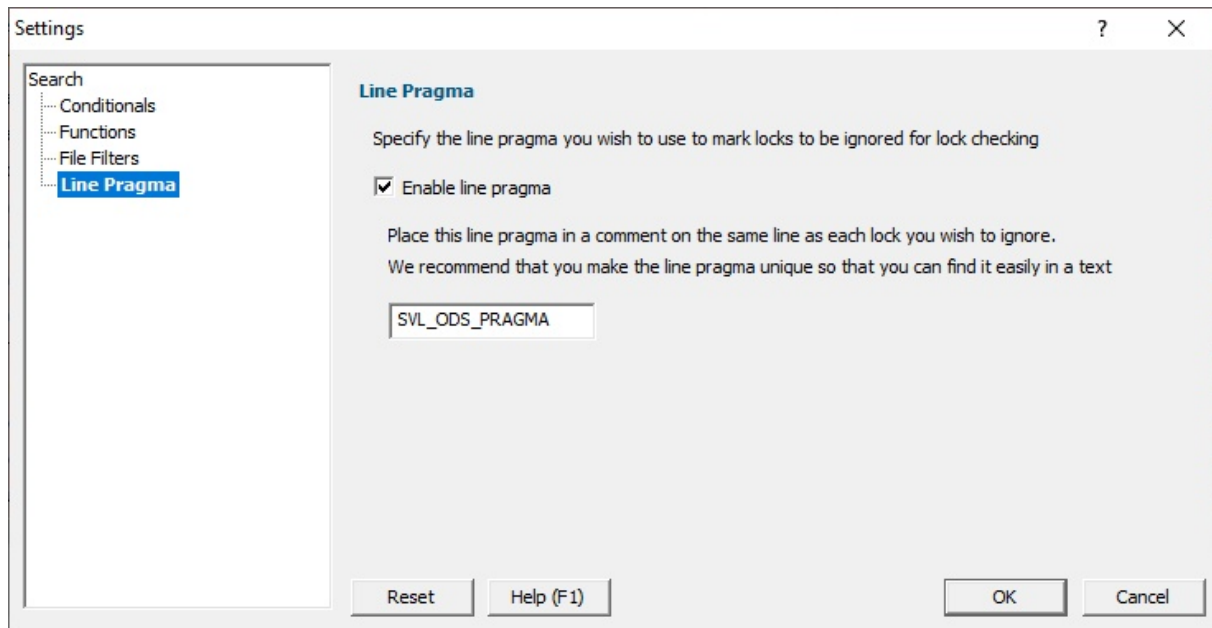 Settings
?
Search
Conditionals
Functions
File Filters
Line Pragma
Line Pragma
Specify the line pragma you wish to use to mark locks to be ignored for lock checking
Enable line pragma
Place this line pragma in a comment on the same line as each lock you wish to ignore.
We recommend that you make the line pragma unique so that you can find it easily in a text
SVL_ODS_PRAGMA
Reset
Help (F1)
OK
Cancel